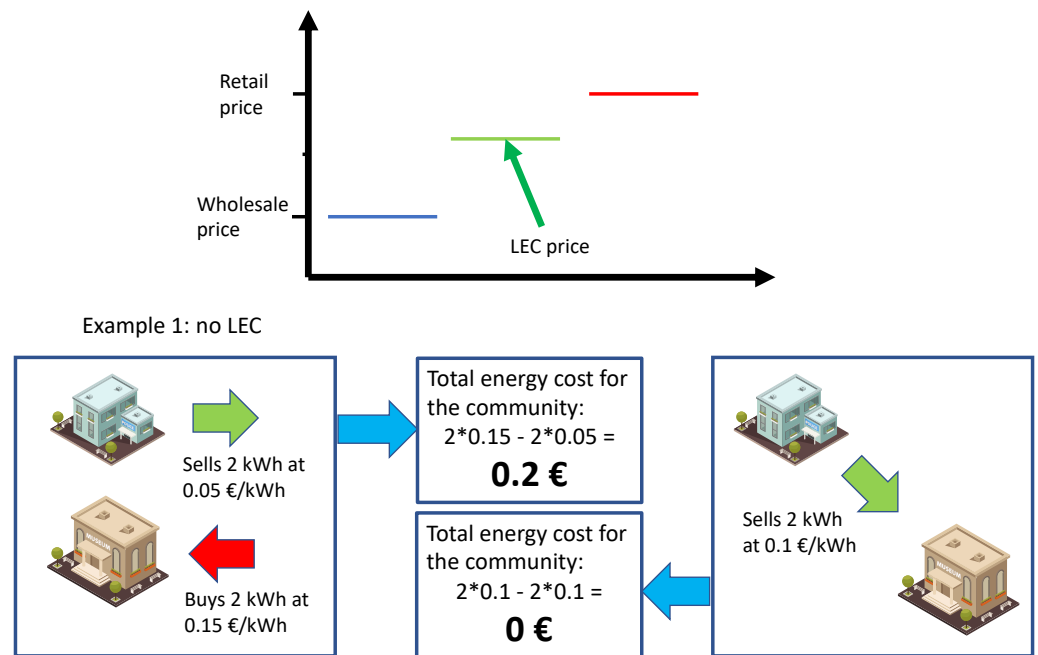 Retail
price
Wholesale
price
LEC price
Example 1: no LEC
Sells 2 kWh at
0.05 €/kWh
MUSEUM
Buys 2 kWh at
0.15 €/kWh
Total energy cost for
the community:
2*0.15 - 2*0.05 =
0.2 €
Total energy cost for
the community:
2*0.1 - 2*0.1 =
0 €
Sells 2 kWh
at 0.1 €/kWh
MUSEUM